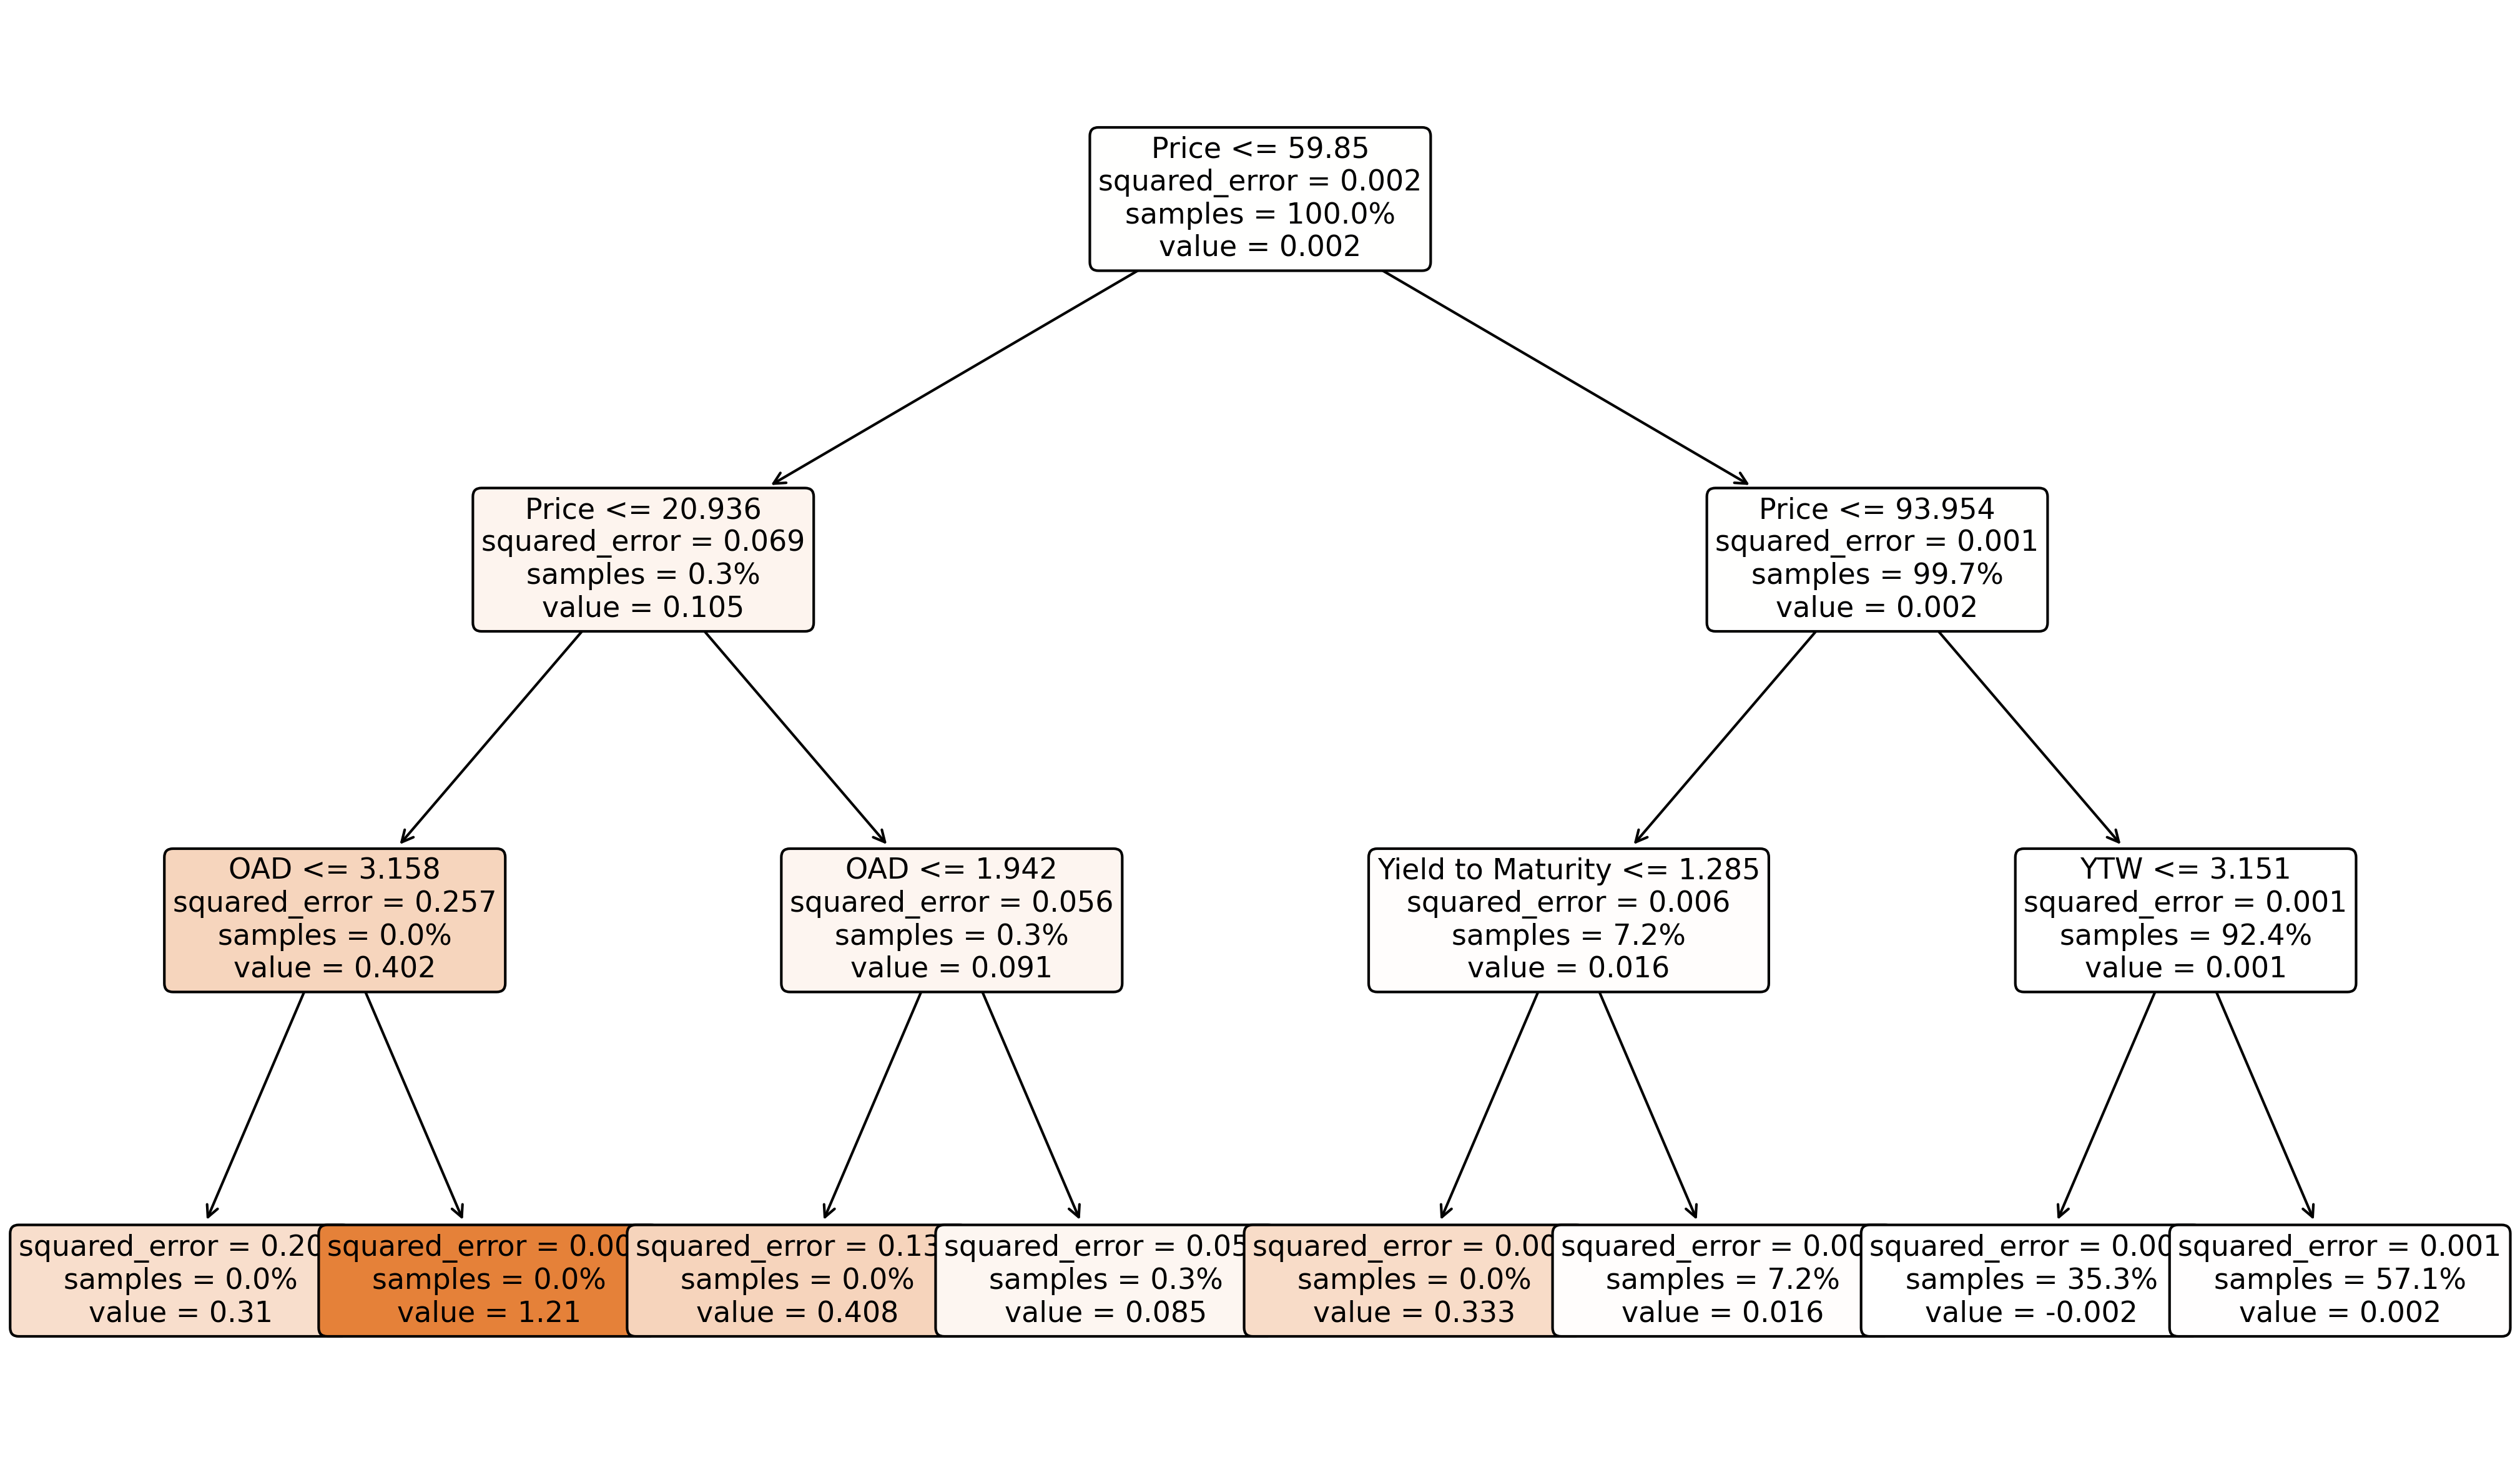 Price <= 59.85
squared_error = 0.002
samples = 100.0%
value = 0.002
Price <= 20.936
squared_error = 0.069
samples = 0.3%
value = 0.105
Price <= 93.954
squared_error = 0.001
samples = 99.7%
value = 0.002
OAD <= 3.158
squared_error = 0.257
samples = 0.0%
value = 0.402
OAD <= 1.942
squared_error = 0.056
samples = 0.3%
value = 0.091
Yield to Maturity <= 1.285
squared_error = 0.006
samples = 7.2%
value = 0.016
YTW <= 3.151
squared_error = 0.001
samples = 92.4%
value = 0.001
squared_error = 0.20
samples = 0.0%
value = 0.31
squared_error = 0.00
samples = 0.0%
value = 1.21
squared_error = 0.13
samples = 0.0%
value = 0.408
squared_error = 0.05
samples = 0.3%
value = 0.085
squared_error = 0.00
samples = 0.0%
value = 0.333
squared_error = 0.00
samples = 7.2%
value = 0.016
squared_error = 0.00
samples = 35.3%
value = -0.002
squared_error = 0.001
samples = 57.1%
value = 0.002